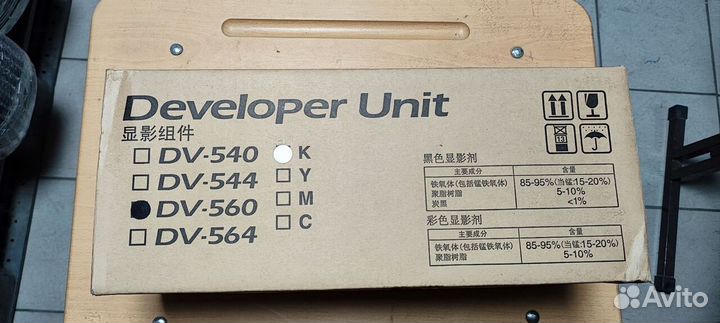 Developer Unit
显影组件
DV-540
DV-544
DV-560
DV-564
K
Y
M
C
13
黑色显影剂
主要成分 含量
铁氧体(包括锰铁氧体) 85-95%(当锰:15-20%)
聚脂树脂 5-10%
炭黑 <1%
彩色显影剂
主要成分 含量
铁氧体(包括锰铁氧体) 85-95%(当锰:15-20%)
聚脂树脂 5-10%
Avito